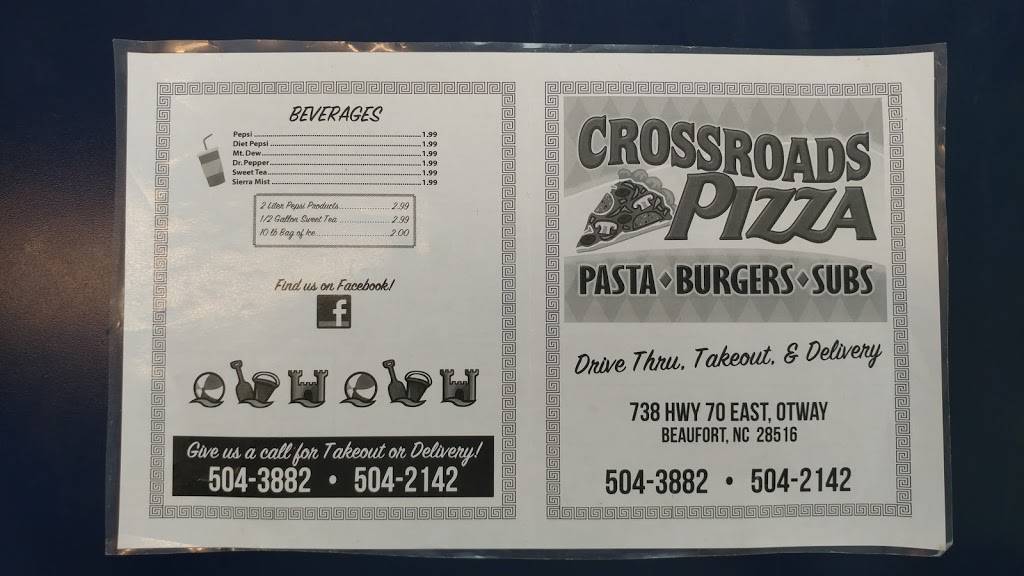 BEVERAGES
Pepsi 1.99
Diet Pepsi 1.99
Mt. Dew 1.99
Dr. Pepper 1.99
Sweet Tea 1.99
Sierra Mist 1.99
2 Liter Pepsi Products 2.99
1/2 Gallon Sweet Tea 2.99
10 lb Bag of Ice 2.00
Find us on Facebook!
f
Give us a call for Takeout or Delivery!
504-3882 • 504-2142
CROSSROADS
PIZZA
PASTA • BURGERS • SUBS
Drive Thru, Takeout, & Delivery
738 HWY 70 EAST, OTWAY
BEAUFORT, NC 28516
504-3882 • 504-2142